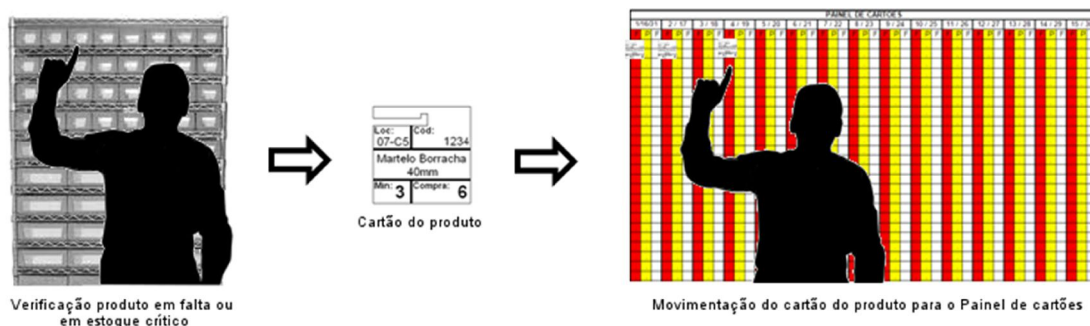 PAINEL DE CARTOES
1/16/31 2 / 17 3 / 18 4 / 19 5 / 20 6 / 21 7 / 22 8 / 23 9 / 24 10 / 25 11 / 26 12 / 27 13 / 28 14 / 29 15 / 3
Loc: Cód:
07-C5 1234
Martelo Borracha
40mm
Min: 3 Compra: 6
Cartão do produto
Verificação produto em falta ou
em estoque crítico
Movimentação do cartão do produto para o Painel de cartões